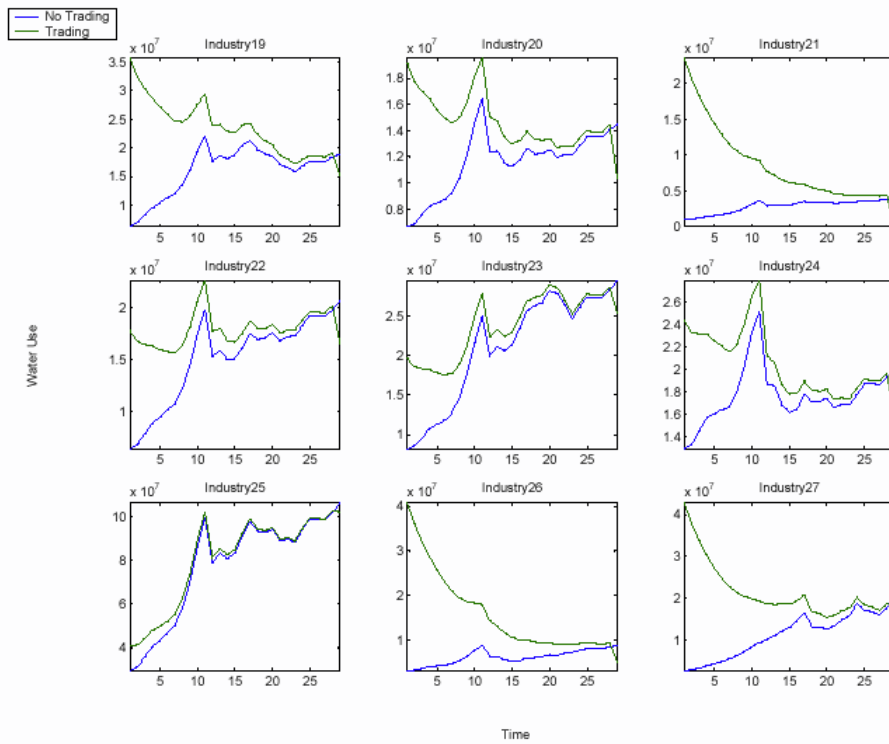 No Trading
Trading
Industry19
Industry20
Industry21
x 10^7
x 10^7
x 10^7
3.5
3
2.5
2
1.5
1
1.8
1.6
1.4
1.2
1
0.8
2
1.5
1
0.5
0
5 10 15 20 25
5 10 15 20 25
5 10 15 20 25
Industry22
Industry23
Industry24
x 10^7
x 10^7
x 10^7
2
1.5
1
2.5
2
1.5
1
2.6
2.4
2.2
2
1.8
1.6
1.4
5 10 15 20 25
5 10 15 20 25
5 10 15 20 25
Water Use
Industry25
Industry26
Industry27
x 10^7
x 10^7
x 10^7
10
8
6
4
4
3
2
1
4
3
2
1
5 10 15 20 25
5 10 15 20 25
5 10 15 20 25
Time